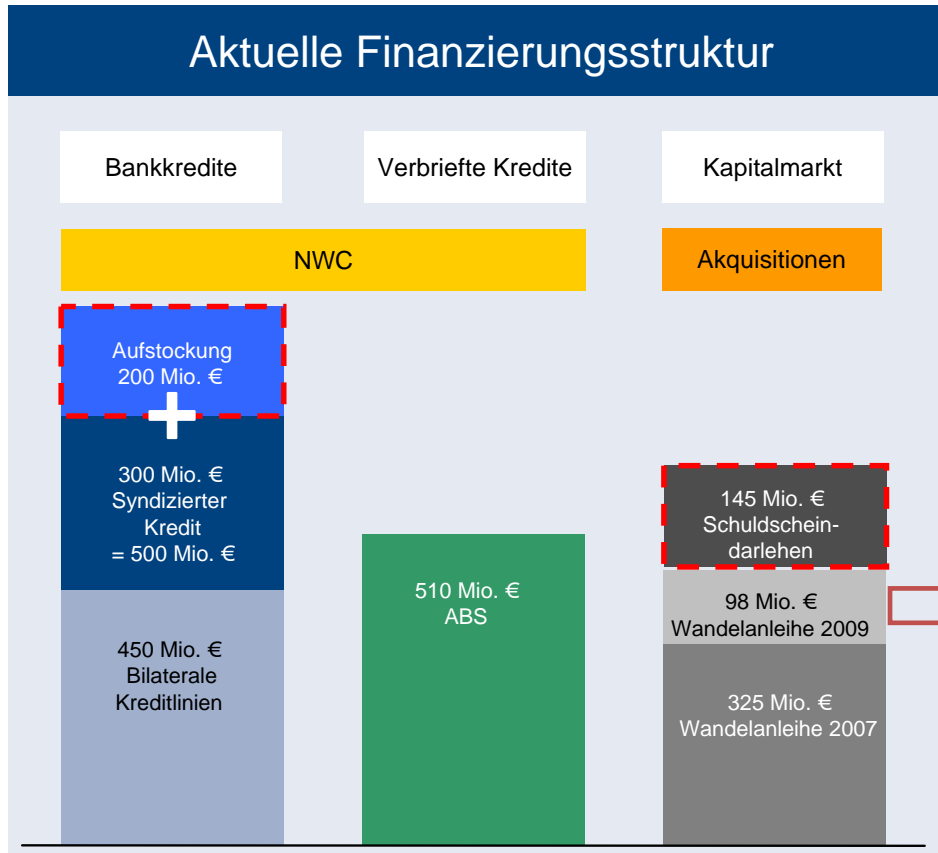 Aktuelle Finanzierungsstruktur
Bankkredite
Verbriefte Kredite
Kapitalmarkt
NWC
Akquisitionen
Aufstockung
200 Mio. €
+
300 Mio. €
Syndizierter
Kredit
= 500 Mio. €
450 Mio. €
Bilaterale
Kreditlinien
510 Mio. €
ABS
145 Mio. €
Schuldschein-
darlehen
98 Mio. €
Wandelanleihe 2009
325 Mio. €
Wandelanleihe 2007